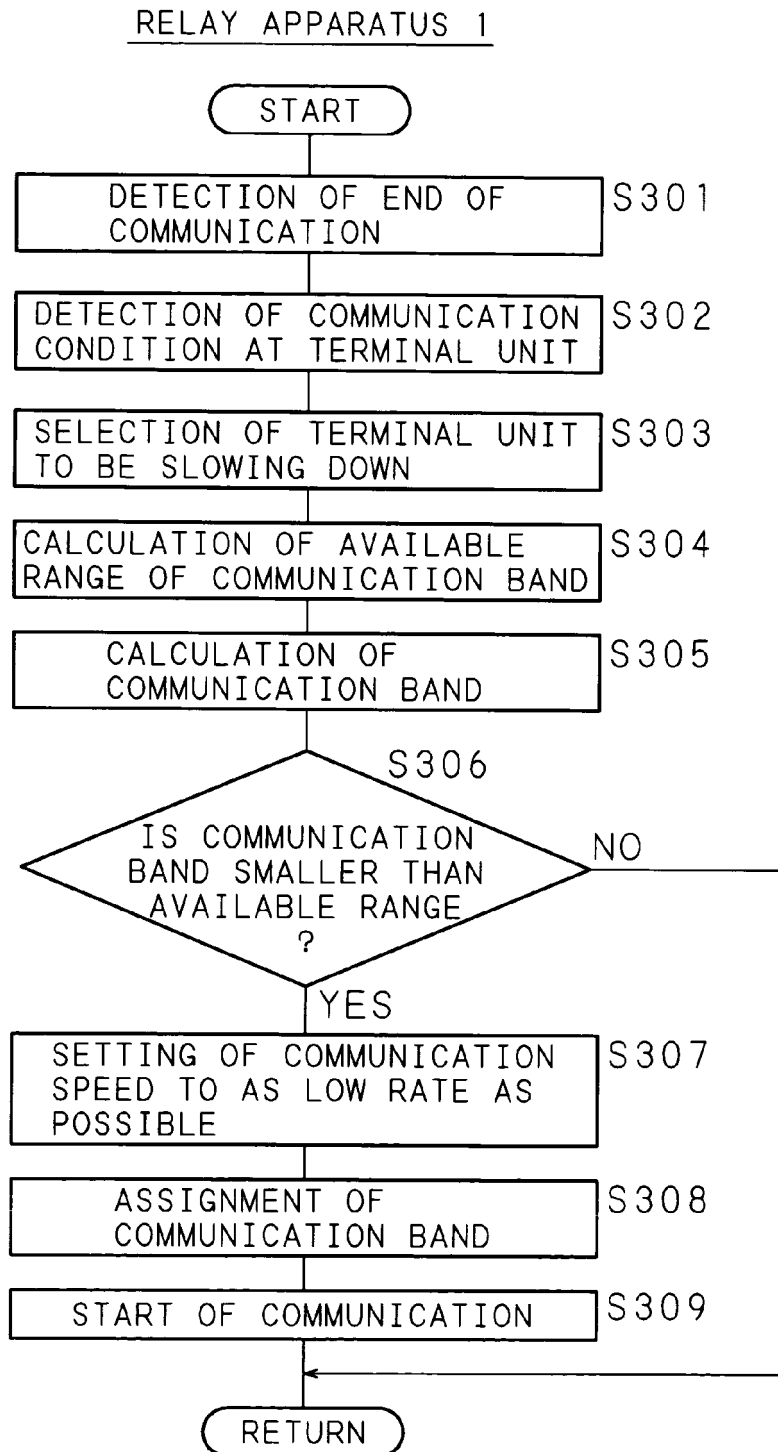 RELAY APPARATUS 1
START
DETECTION OF END OF
COMMUNICATION
S301
DETECTION OF COMMUNICATION
CONDITION AT TERMINAL UNIT
S302
SELECTION OF TERMINAL UNIT
TO BE SLOWING DOWN
S303
CALCULATION OF AVAILABLE
RANGE OF COMMUNICATION BAND
S304
CALCULATION OF
COMMUNICATION BAND
S305
S306
IS COMMUNICATION
BAND SMALLER THAN
AVAILABLE RANGE
?
NO
YES
SETTING OF COMMUNICATION
SPEED TO AS LOW RATE AS
POSSIBLE
S307
ASSIGNMENT OF
COMMUNICATION BAND
S308
START OF COMMUNICATION
S309
RETURN